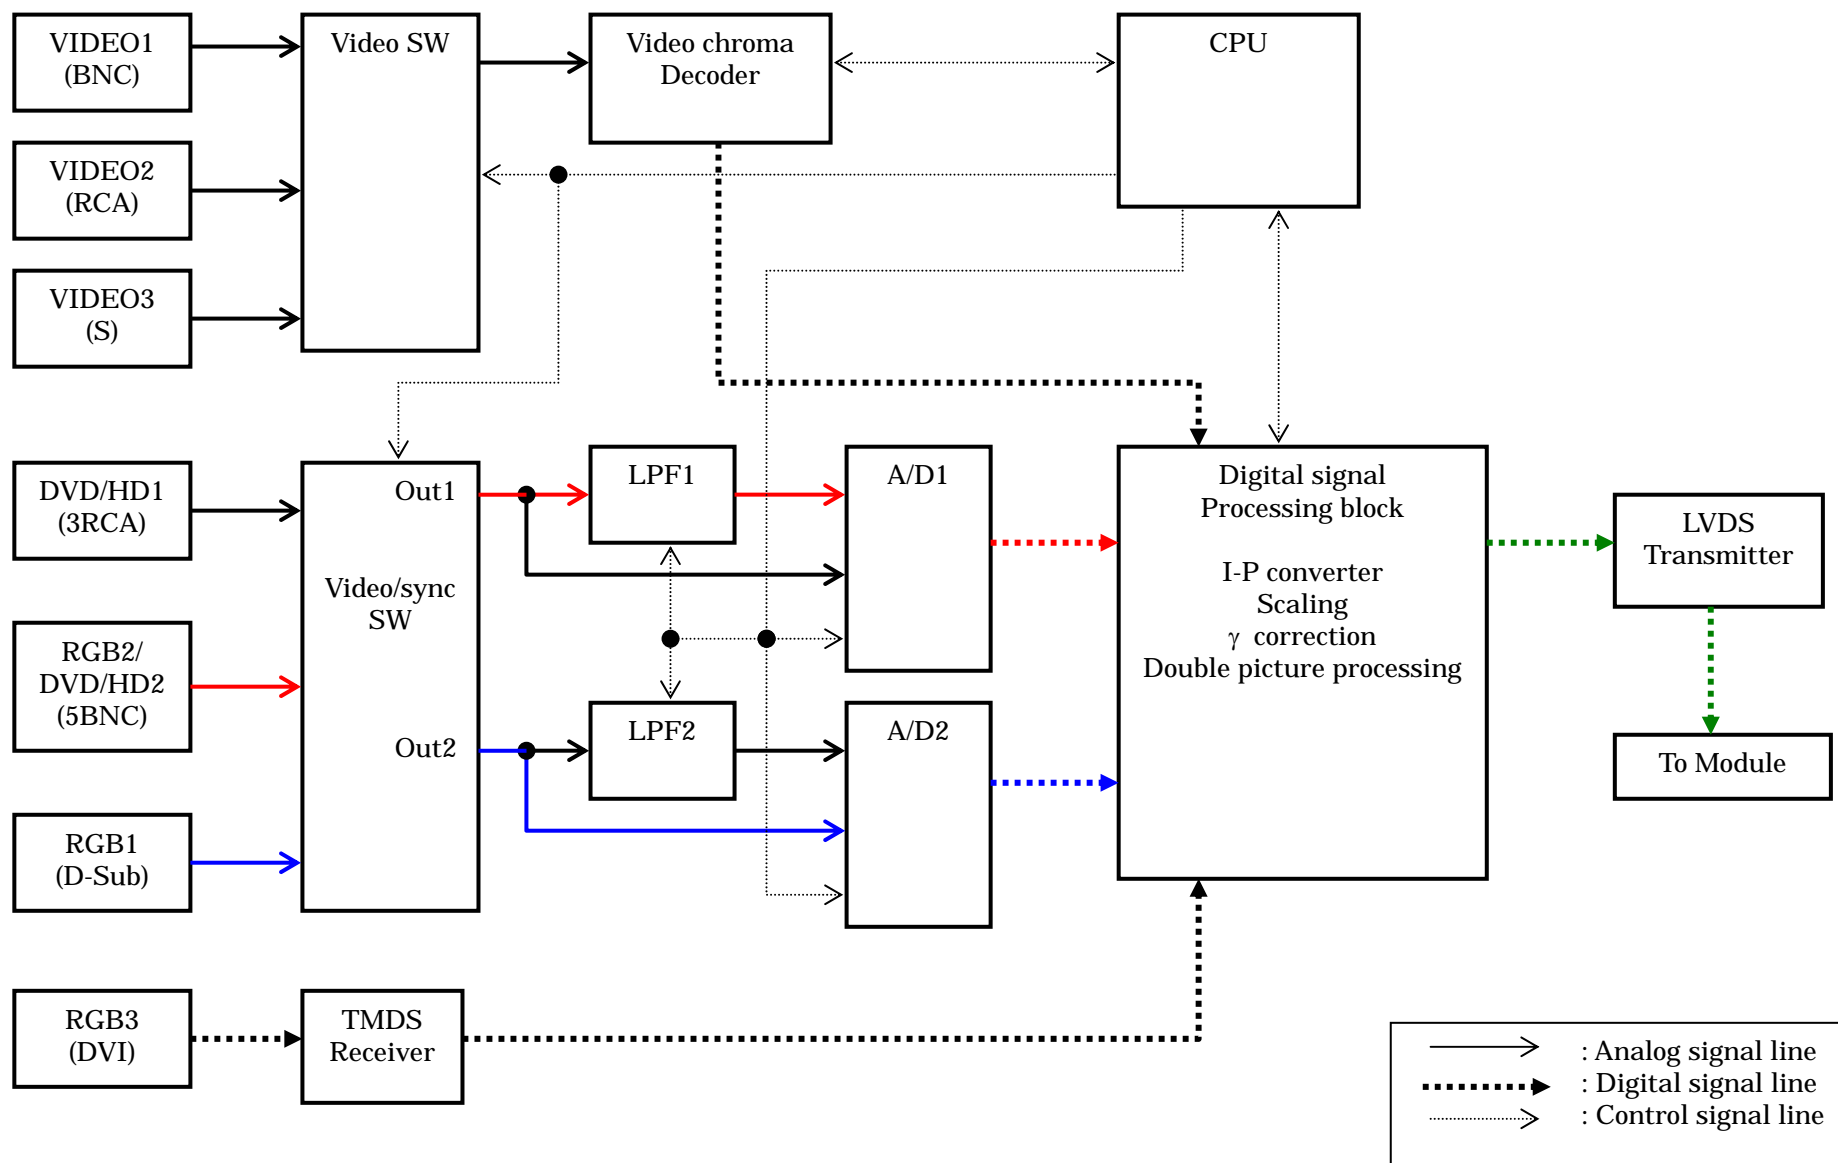 VIDEO1
(BNC)
Video SW
Video chroma
Decoder
CPU
VIDEO2
(RCA)
VIDEO3
(S)
DVD/HD1
(3RCA)
Out1
LPF1
A/D1
Digital signal
Processing block
LVDS
Transmitter
Video/sync
SW
I-P converter
Scaling
γ correction
Double picture processing
RGB2/
DVD/HD2
(5BNC)
Out2
LPF2
A/D2
To Module
RGB1
(D-Sub)
RGB3
(DVI)
TMDS
Receiver
: Analog signal line
: Digital signal line
: Control signal line